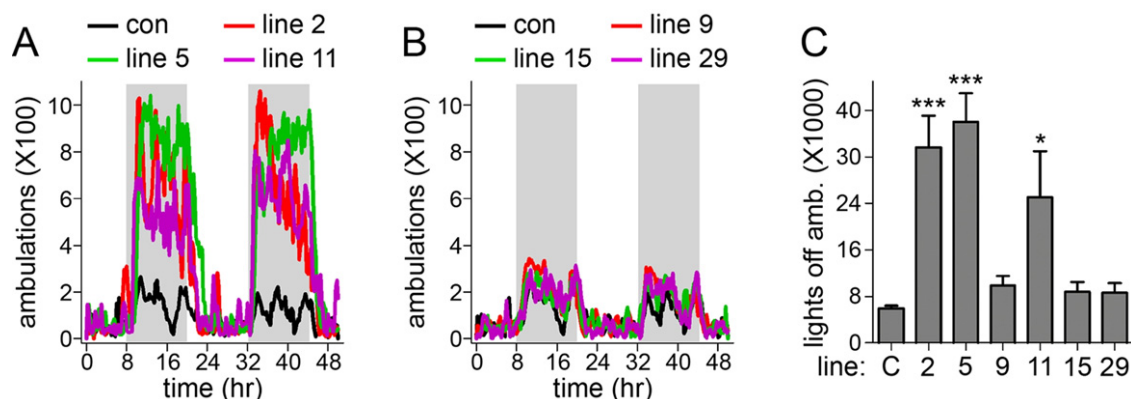 A
con
line 2
line 5
line 11
ambulations (X100)
10
8
6
4
2
0
0 8 16 24 32 40 48
time (hr)
B
con
line 9
line 15
line 29
ambulations (X100)
10
8
6
4
2
0
0 8 16 24 32 40 48
time (hr)
C
lights off amb. (X1000)
40
30
24
16
8
0
*** *** *
line: C 2 5 9 11 15 29